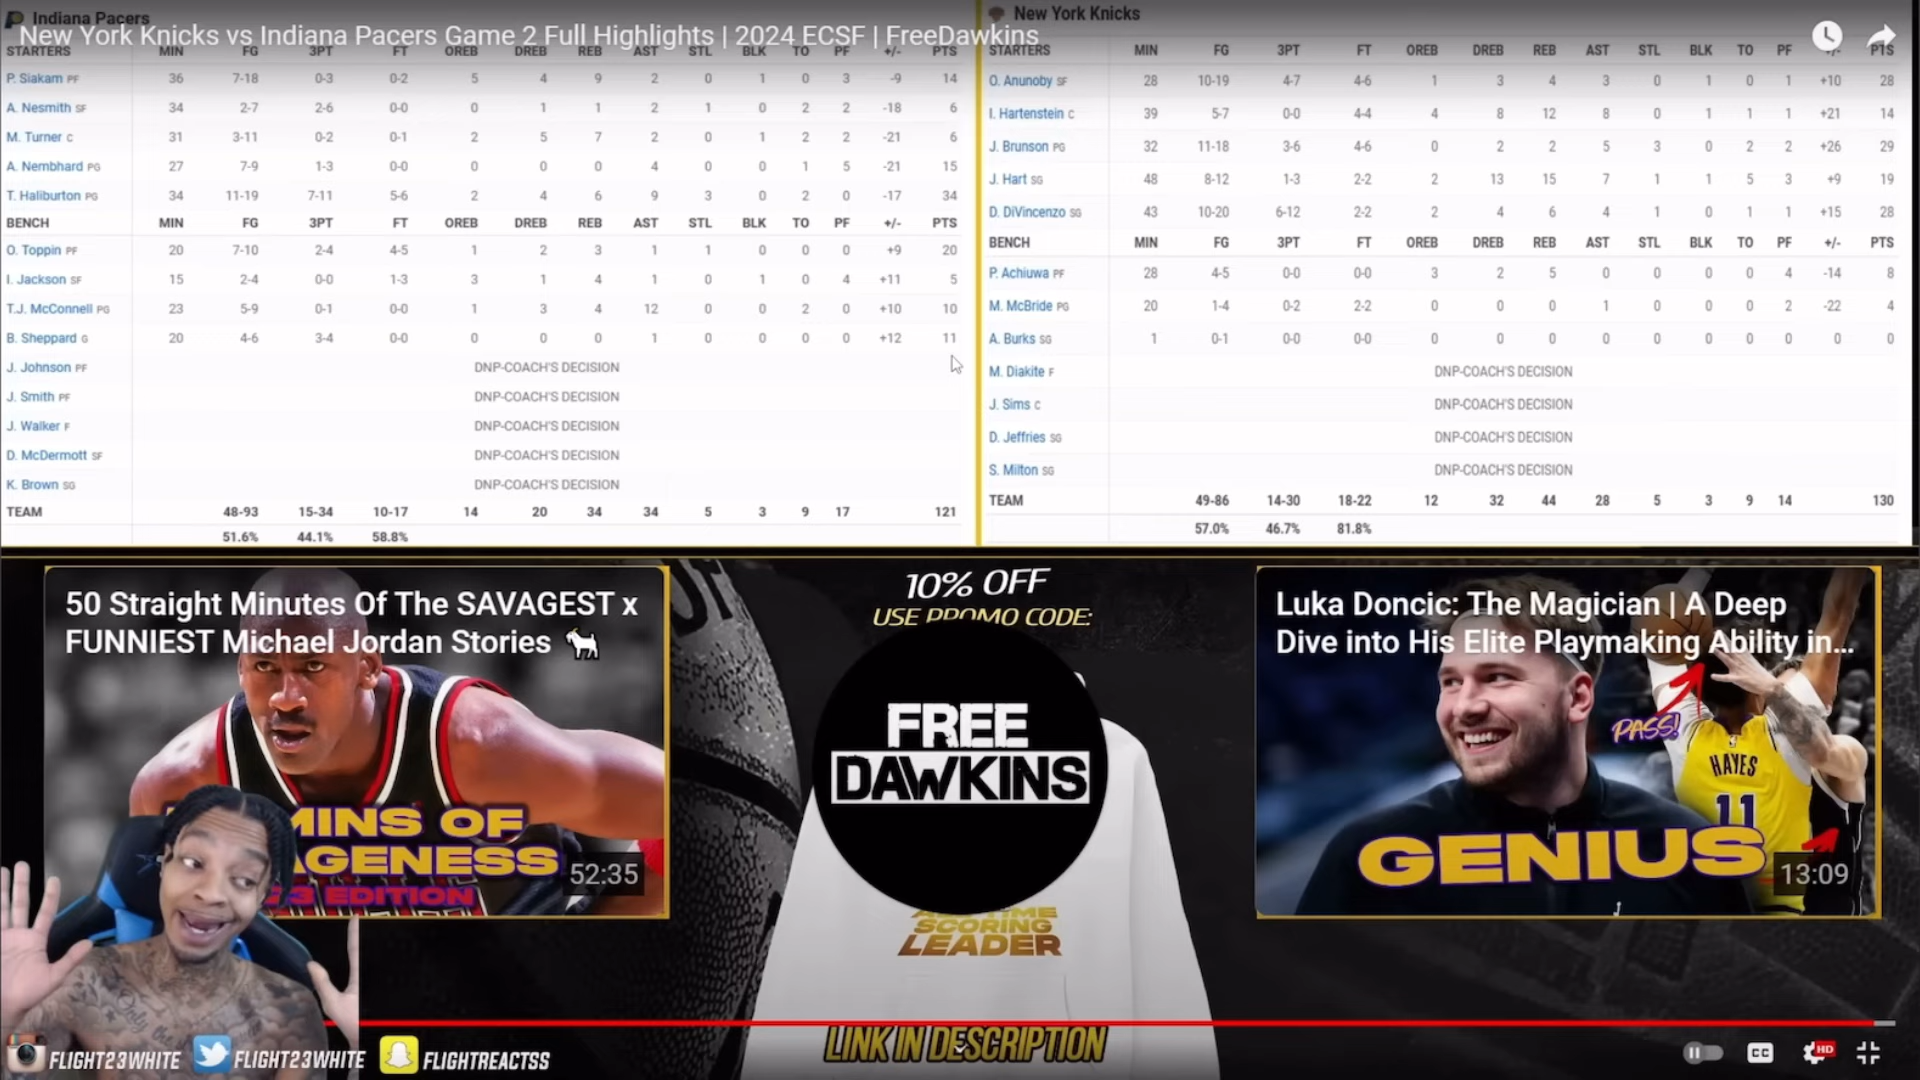 Indiana Pacers
New York Knicks vs Indiana Pacers Game 2 Full Highlights | 2024 ECSF | FreeDawkins
STARTERS MIN FG 3PT FT OREB DREB REB AST STL BLK TO PF +/- PTS
P. Siakam PF 36 7-18 0-3 0-2 5 4 9 2 0 1 0 3 -9 14
A. Nesmith SF 34 2-7 2-6 0-0 0 1 1 2 1 0 2 2 -18 6
M. Turner C 31 3-11 0-2 0-1 2 5 7 2 0 1 2 2 -21 6
A. Nembhard PG 27 7-9 1-3 0-0 0 0 0 4 0 0 1 5 -21 15
T. Haliburton PG 34 11-19 7-11 5-6 2 4 6 9 3 0 2 0 -17 34
BENCH MIN FG 3PT FT OREB DREB REB AST STL BLK TO PF +/- PTS
O. Toppin PF 20 7-10 2-4 4-5 1 2 3 1 1 0 0 0 +9 20
I. Jackson SF 15 2-4 0-0 1-3 3 1 4 1 0 1 0 4 +11 5
T.J. McConnell PG 23 5-9 0-1 0-0 1 3 4 12 0 0 2 0 +10 10
B. Sheppard G 20 4-6 3-4 0-0 0 0 0 1 0 0 0 0 +12 11
J. Johnson PF DNP-COACH'S DECISION
J. Smith PF DNP-COACH'S DECISION
J. Walker F DNP-COACH'S DECISION
D. McDermott SF DNP-COACH'S DECISION
K. Brown SG DNP-COACH'S DECISION
TEAM 48-93 15-34 10-17 14 20 34 34 5 3 9 17 121
51.6% 44.1% 58.8%
New York Knicks
STARTERS MIN FG 3PT FT OREB DREB REB AST STL BLK TO PF +/- PTS
O. Anunoby SF 28 10-19 4-7 4-6 1 3 4 3 0 1 0 1 +10 28
I. Hartenstein C 39 5-7 0-0 4-4 4 8 12 8 0 1 1 1 +21 14
J. Brunson PG 32 11-18 3-6 4-6 0 2 2 5 3 0 2 2 +26 29
J. Hart SG 48 8-12 1-3 2-2 2 13 15 7 1 1 5 3 +9 19
D. DiVincenzo SG 43 10-20 6-12 2-2 2 4 6 4 1 0 1 1 +15 28
BENCH MIN FG 3PT FT OREB DREB REB AST STL BLK TO PF +/- PTS
P. Achiuwa PF 28 4-5 0-0 0-0 3 2 5 0 0 0 0 4 -14 8
M. McBride PG 20 1-4 0-2 2-2 0 0 0 1 0 0 0 2 -22 4
A. Burks SG 1 0-1 0-0 0-0 0 0 0 0 0 0 0 0 0 0
M. Diakite F DNP-COACH'S DECISION
J. Sims C DNP-COACH'S DECISION
D. Jeffries SG DNP-COACH'S DECISION
S. Milton SG DNP-COACH'S DECISION
TEAM 49-86 14-30 18-22 12 32 44 28 5 3 9 14 130
57.0% 46.7% 81.8%
50 Straight Minutes Of The SAVAGEST x
FUNNIEST Michael Jordan Stories
MINS OF
AGENESS
3 EDITION
52:35
10% OFF
USE PROMO CODE:
FREE
DAWKINS
ALL TIME
SCORING
LEADER
LINK IN DESCRIPTION
Luka Doncic: The Magician | A Deep
Dive into His Elite Playmaking Ability in...
PASS!
HAYES
11
GENIUS
13:09
FLIGHT23WHITE FLIGHT23WHITE FLIGHTREACTSS
CC HD